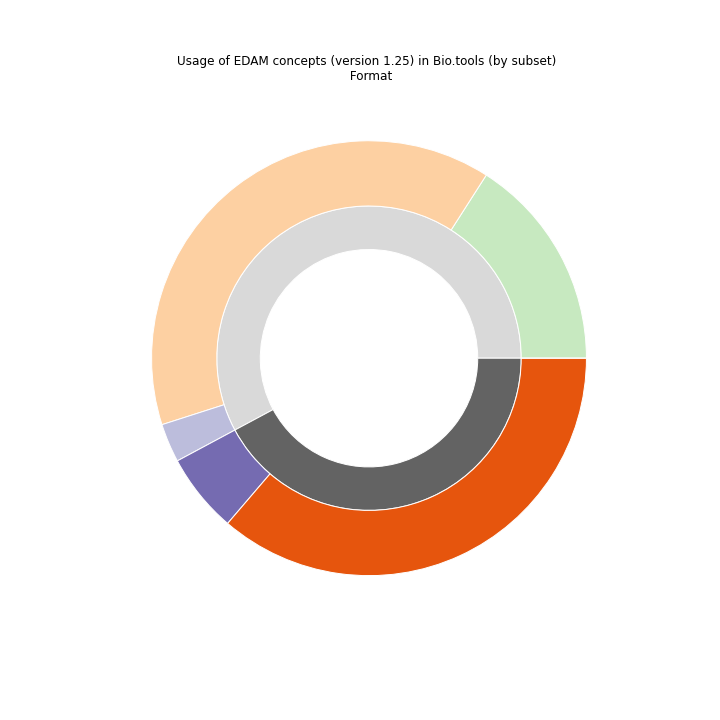 Usage of EDAM concepts (version 1.25) in Bio.tools (by subset)
Format